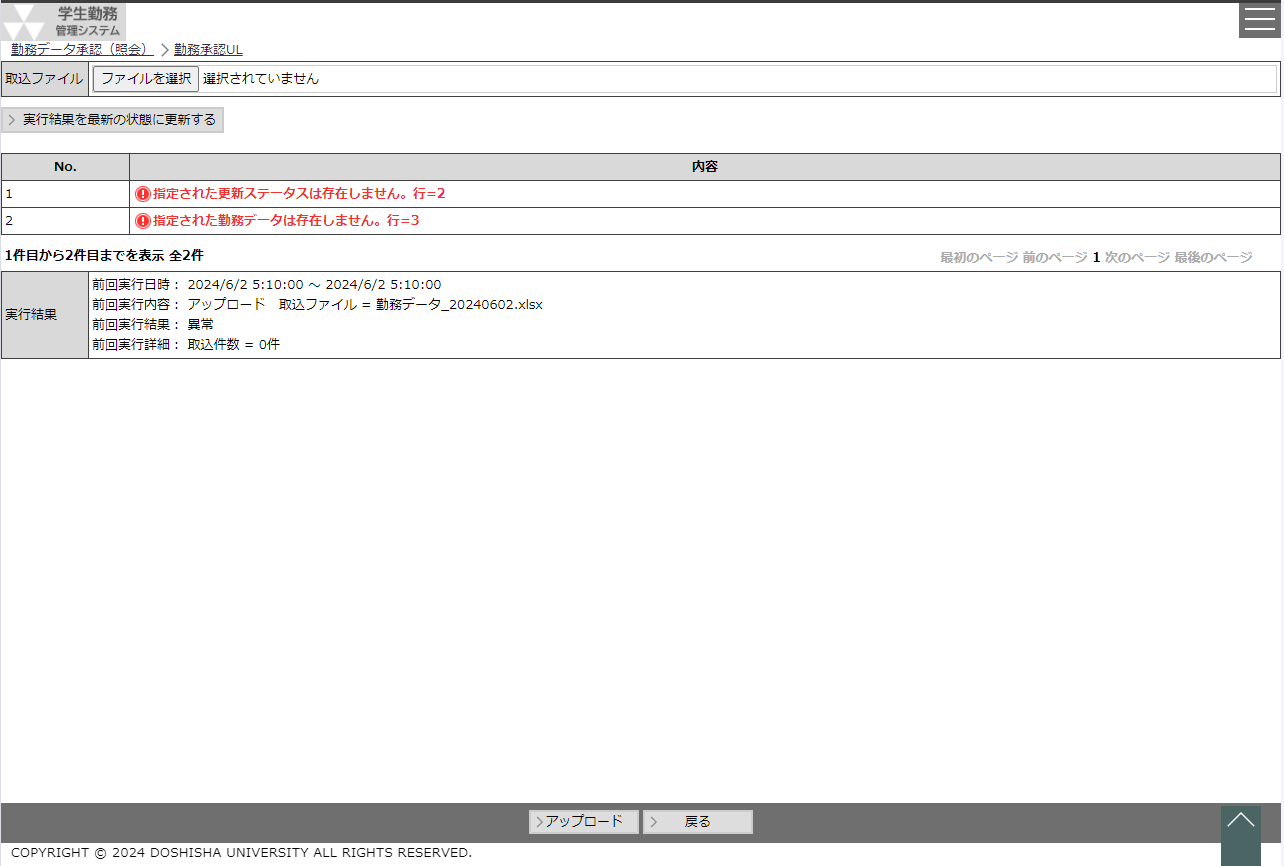 学生勤務
管理システム
勤務データ承認（照会） 勤務承認UL
取込ファイル ファイルを選択 選択されていません
実行結果を最新の状態に更新する
No. 内容
1 指定された更新ステータスは存在しません。行=2
2 指定された勤務データは存在しません。行=3
1件目から2件目までを表示 全2件 最初のページ 前のページ 1 次のページ 最後のページ
実行結果
前回実行日時： 2024/6/2 5:10:00 ～ 2024/6/2 5:10:00
前回実行内容： アップロード　取込ファイル = 勤務データ_20240602.xlsx
前回実行結果： 異常
前回実行詳細： 取込件数 = 0件
アップロード 戻る
COPYRIGHT © 2024 DOSHISHA UNIVERSITY ALL RIGHTS RESERVED.